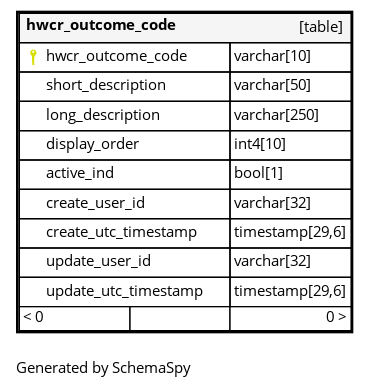 hwcr_outcome_code [table]
hwcr_outcome_code varchar[10]
short_description varchar[50]
long_description varchar[250]
display_order int4[10]
active_ind bool[1]
create_user_id varchar[32]
create_utc_timestamp timestamp[29,6]
update_user_id varchar[32]
update_utc_timestamp timestamp[29,6]
< 0 0 >
Generated by SchemaSpy